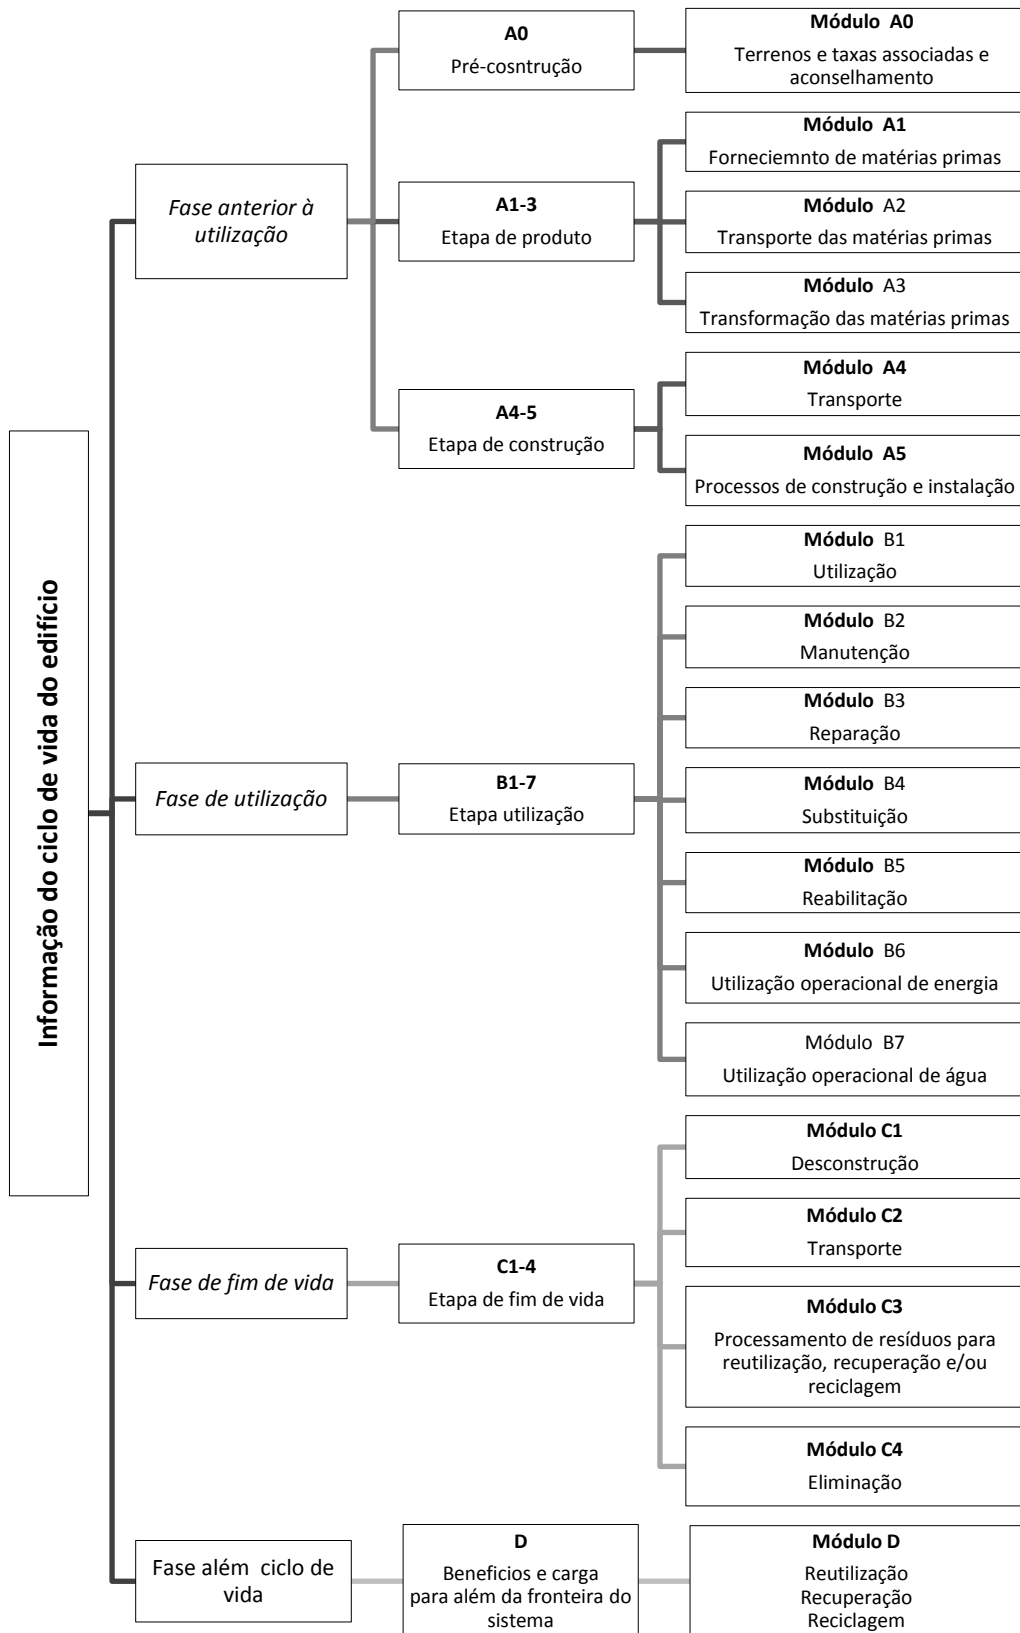 Informação do ciclo de vida do edifício
Fase anterior à
utilização
A0
Pré-cosntrução
Módulo A0
Terrenos e taxas associadas e
aconselhamento
A1-3
Etapa de produto
Módulo A1
Forneciemnto de matérias primas
Módulo A2
Transporte das matérias primas
Módulo A3
Transformação das matérias primas
A4-5
Etapa de construção
Módulo A4
Transporte
Módulo A5
Processos de construção e instalação
Fase de utilização
B1-7
Etapa utilização
Módulo B1
Utilização
Módulo B2
Manutenção
Módulo B3
Reparação
Módulo B4
Substituição
Módulo B5
Reabilitação
Módulo B6
Utilização operacional de energia
Módulo B7
Utilização operacional de água
Fase de fim de vida
C1-4
Etapa de fim de vida
Módulo C1
Desconstrução
Módulo C2
Transporte
Módulo C3
Processamento de resíduos para
reutilização, recuperação e/ou
reciclagem
Módulo C4
Eliminação
Fase além ciclo de
vida
D
Beneficios e carga
para além da fronteira do
sistema
Módulo D
Reutilização
Recuperação
Reciclagem